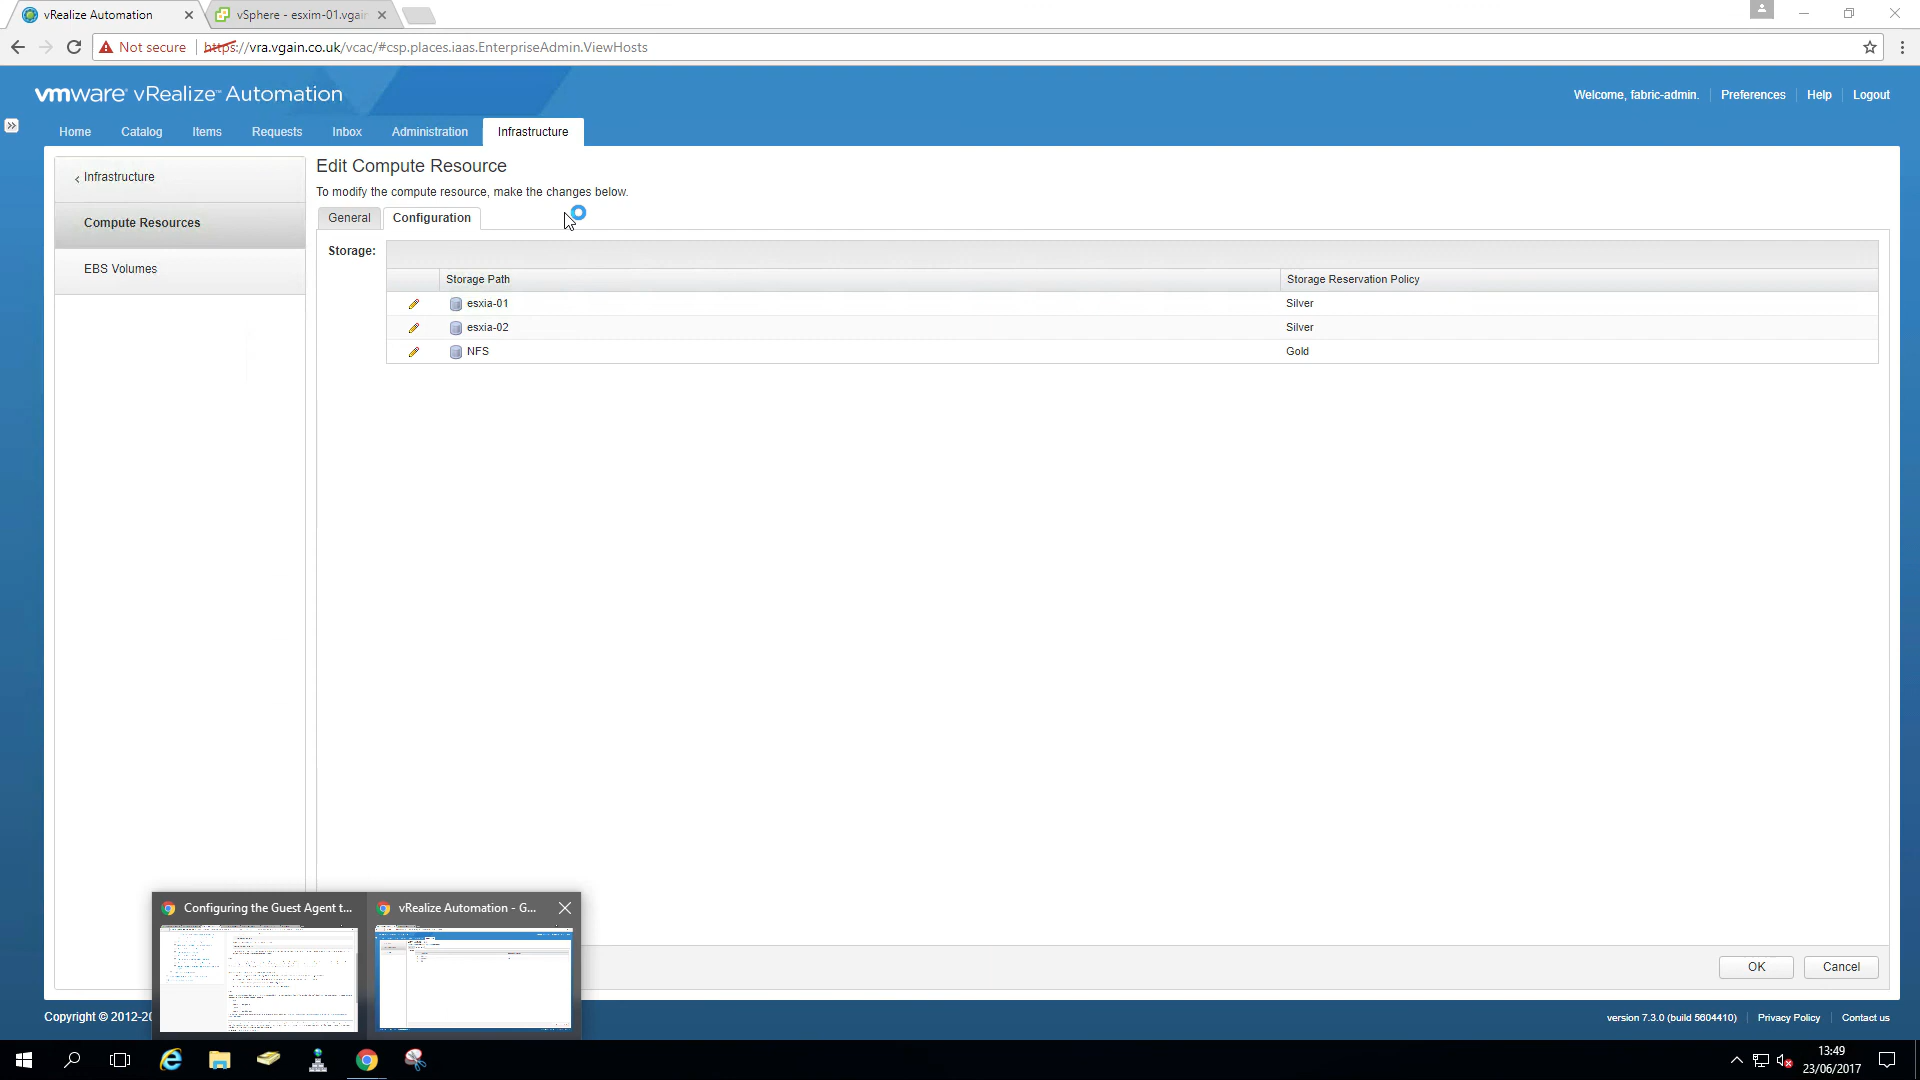 vRealize Automation
vSphere - esxim-01.vgain
Not secure
https://vra.vgain.co.uk/vcac/#csp.places.iaas.EnterpriseAdmin.ViewHosts
vmware vRealize™ Automation
Welcome, fabric-admin.
Preferences
Help
Logout
Home
Catalog
Items
Requests
Inbox
Administration
Infrastructure
Infrastructure
Compute Resources
EBS Volumes
Edit Compute Resource
To modify the compute resource, make the changes below.
General
Configuration
Storage:
Storage Path
Storage Reservation Policy
esxia-01
Silver
esxia-02
Silver
NFS
Gold
Configuring the Guest Agent t...
vRealize Automation - G...
OK
Cancel
Copyright © 2012-20
version 7.3.0 (build 5604410)
Privacy Policy
Contact us
13:49
23/06/2017